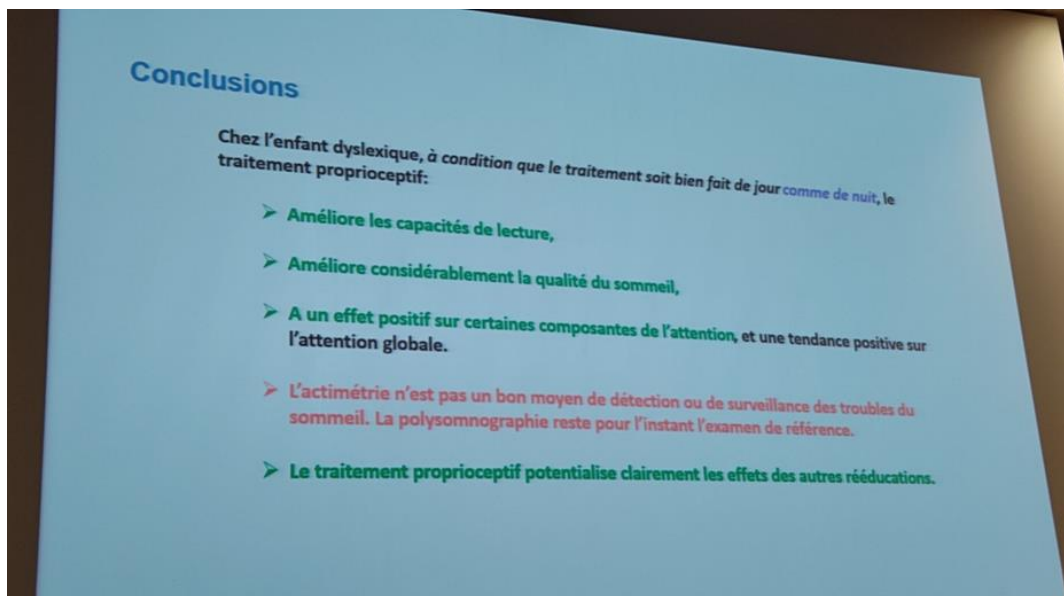 Conclusions
Chez l'enfant dyslexique, à condition que le traitement soit bien fait de jour comme de nuit, le
traitement proprioceptif:
➢ Améliore les capacités de lecture,
➢ Améliore considérablement la qualité du sommeil,
➢ A un effet positif sur certaines composantes de l'attention, et une tendance positive sur
l'attention globale.
➢ L'actimétrie n'est pas un bon moyen de détection ou de surveillance des troubles du
sommeil. La polysomnographie reste pour l'instant l'examen de référence.
➢ Le traitement proprioceptif potentialise clairement les effets des autres rééducations.